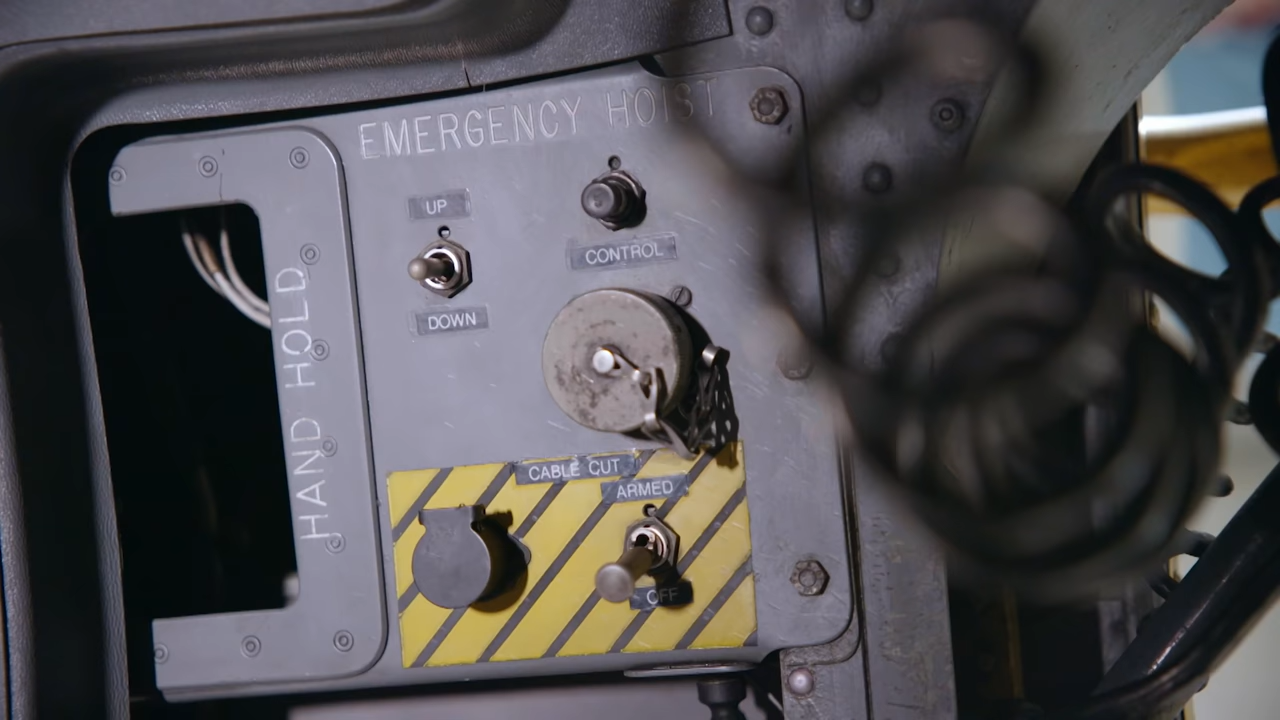 EMERGENCY HOIST
UP
CONTROL
DOWN
HAND HOLD
CABLE CUT
ARMED
OFF